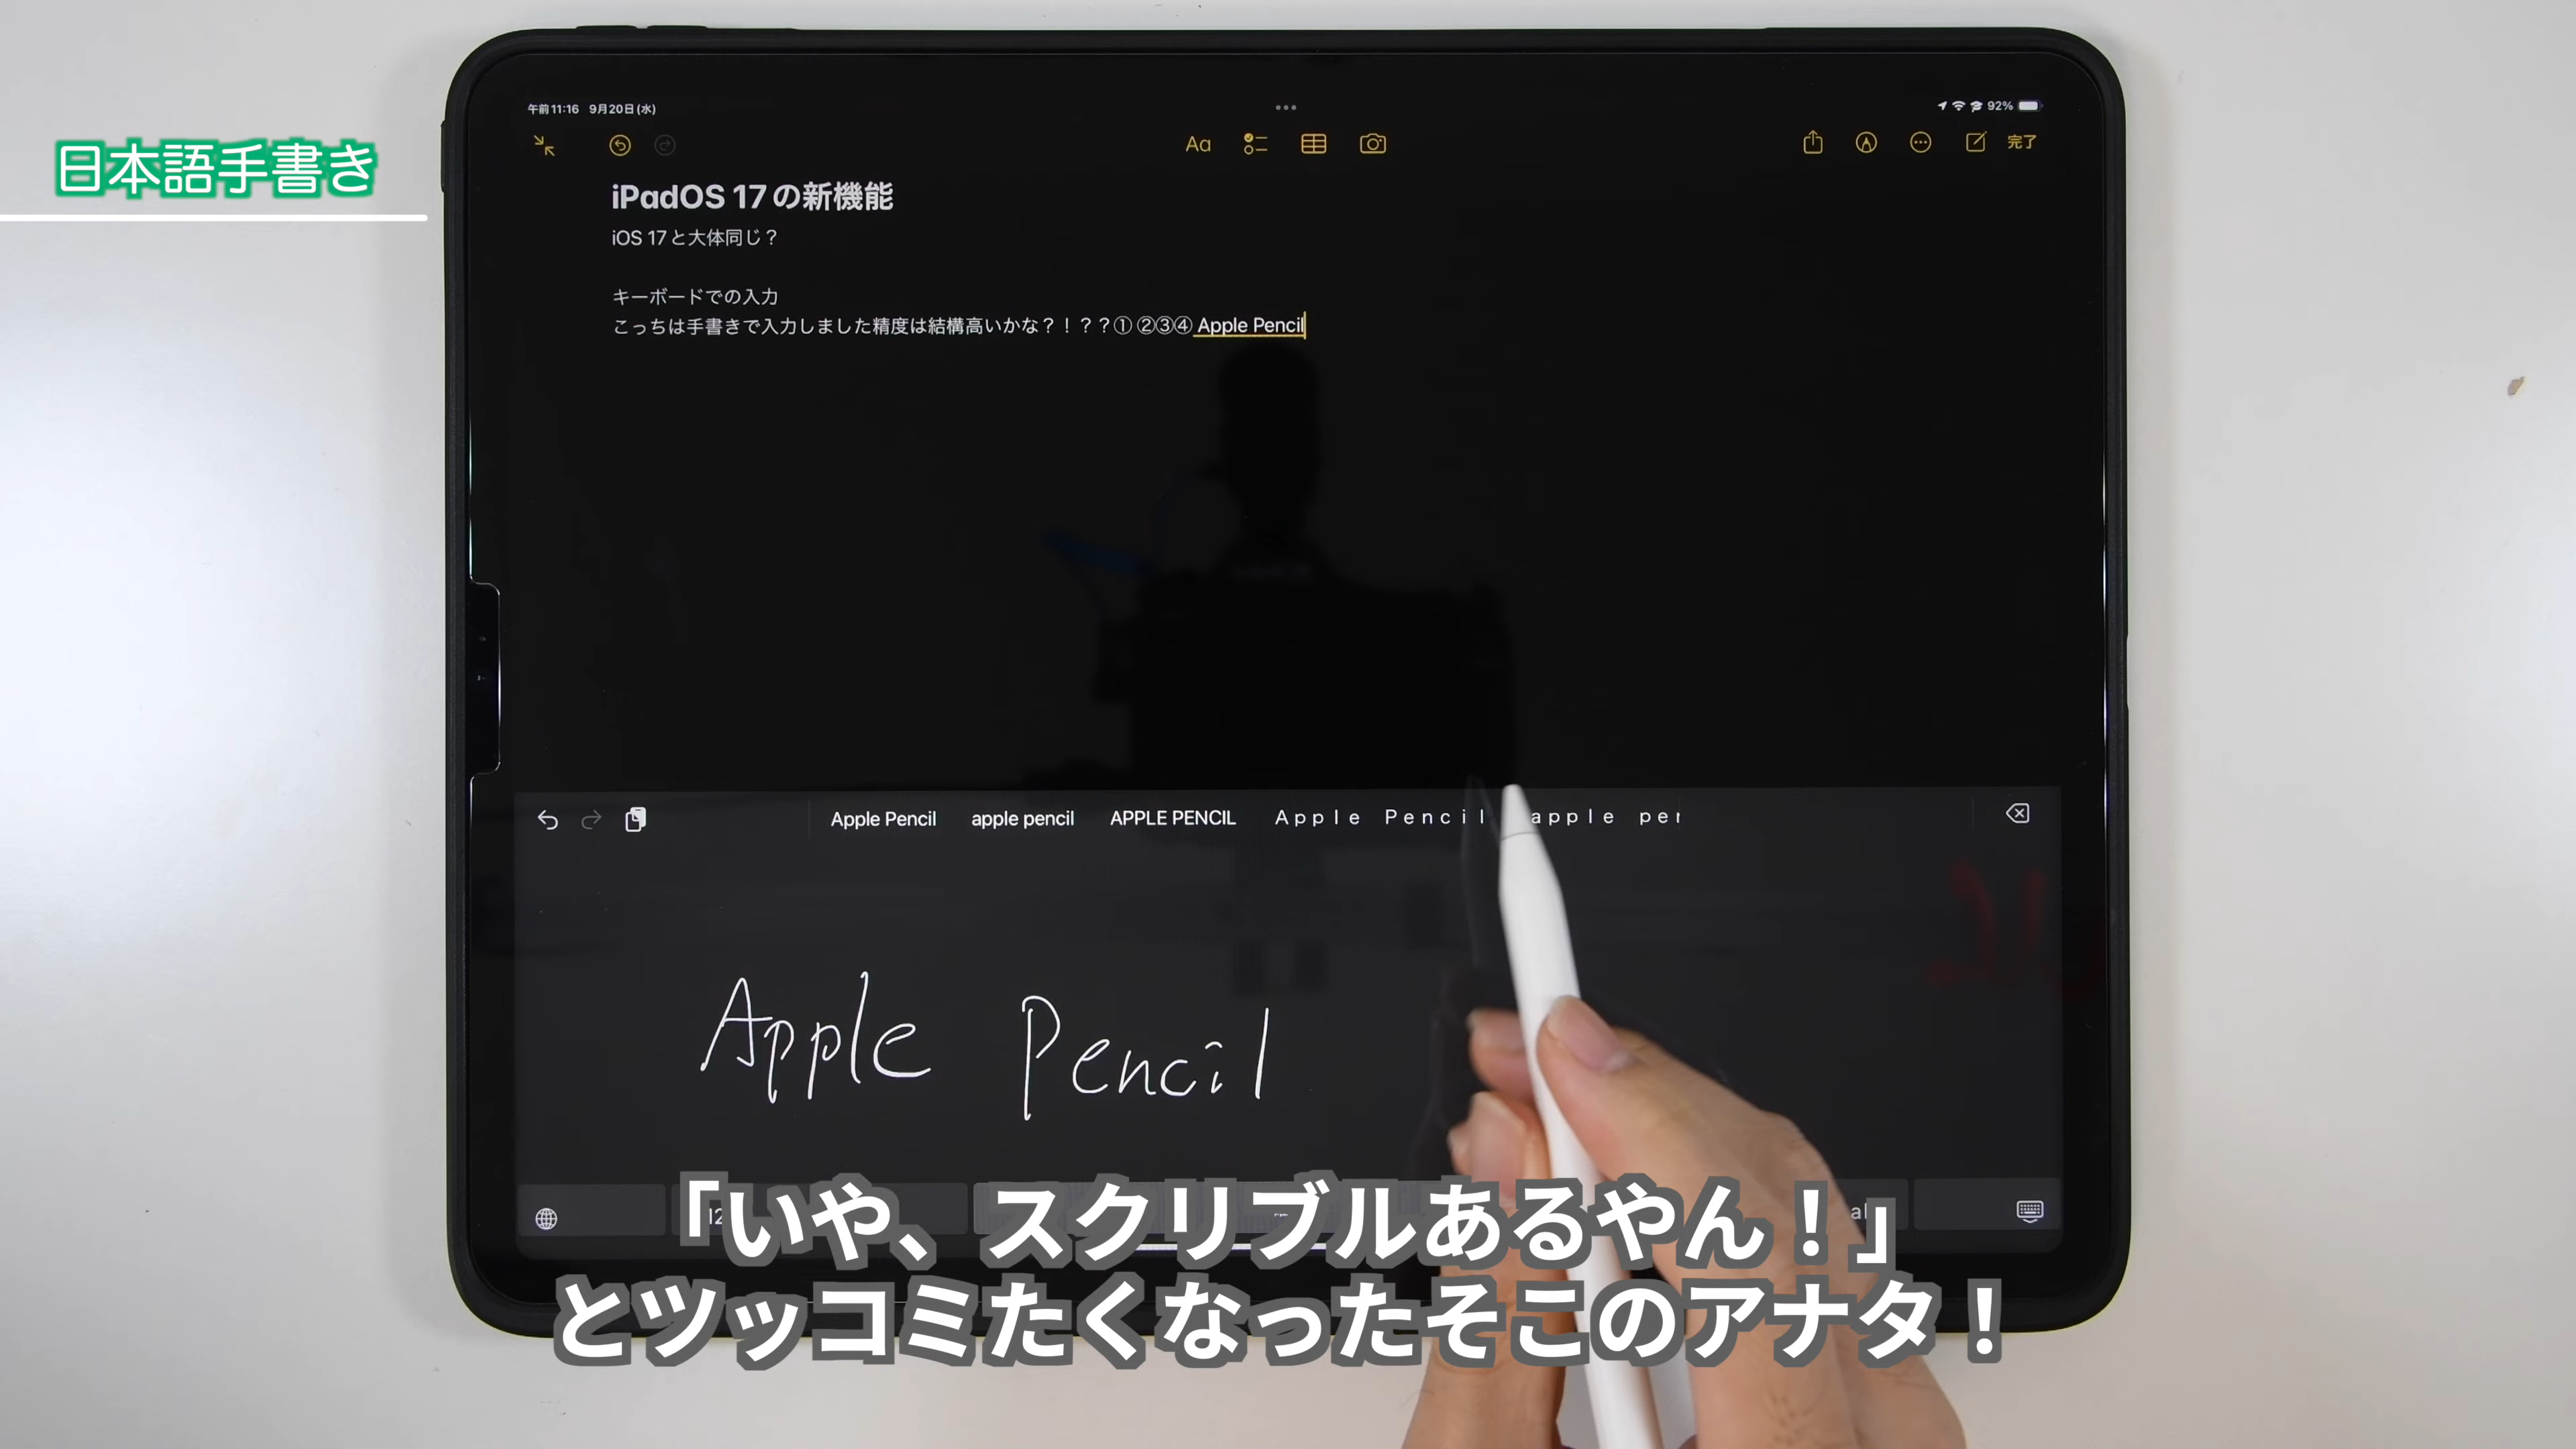 日本語手書き
午前11:16 9月20日(水)
92%
Aa
完了
iPadOS 17の新機能
iOS 17と大体同じ？
キーボードでの入力
こっちは手書きで入力しました精度は結構高いかな？！？？①②③④ Apple Pencil
Apple Pencil apple pencil APPLE PENCIL Ａｐｐｌｅ Ｐｅｎｃｉｌ ａｐｐｌｅ ｐｅ
Apple Pencil
「いや、スクリブルあるやん！」
とツッコミたくなったそこのアナタ！